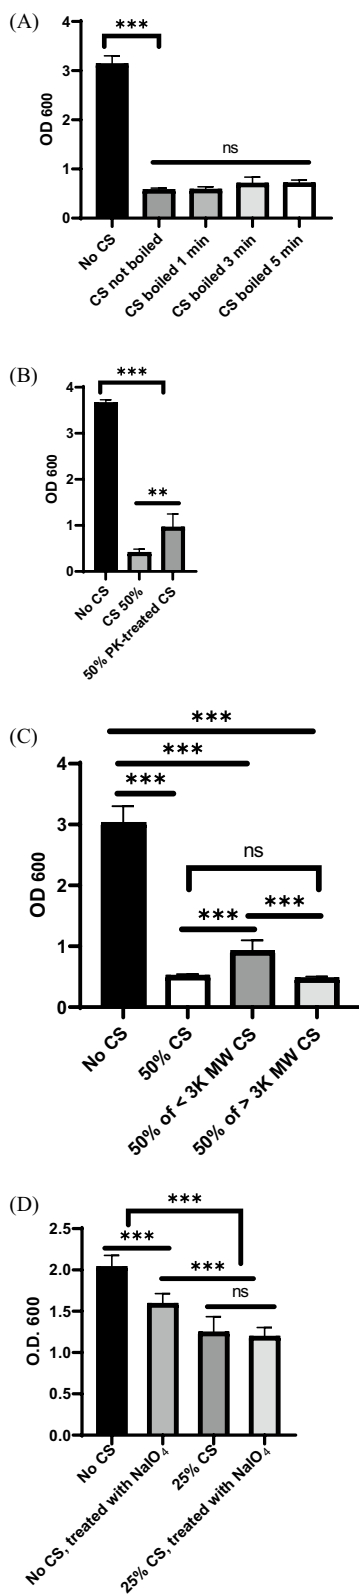 (A)
***
ns
OD 600
4
3
2
1
0
No CS
CS not boiled
CS boiled 1 min
CS boiled 3 min
CS boiled 5 min
(B)
***
**
OD 600
4
3
2
1
0
No CS
CS 50%
50% PK-treated CS
(C)
***
***
***
ns
***
***
OD 600
4
3
2
1
0
No CS
50% CS
50% of < 3K MW CS
50% of > 3K MW CS
(D)
***
***
***
ns
O.D. 600
2.5
2.0
1.5
1.0
0.5
0.0
No CS
No CS, treated with NaIO4
25% CS
25% CS, treated with NaIO4